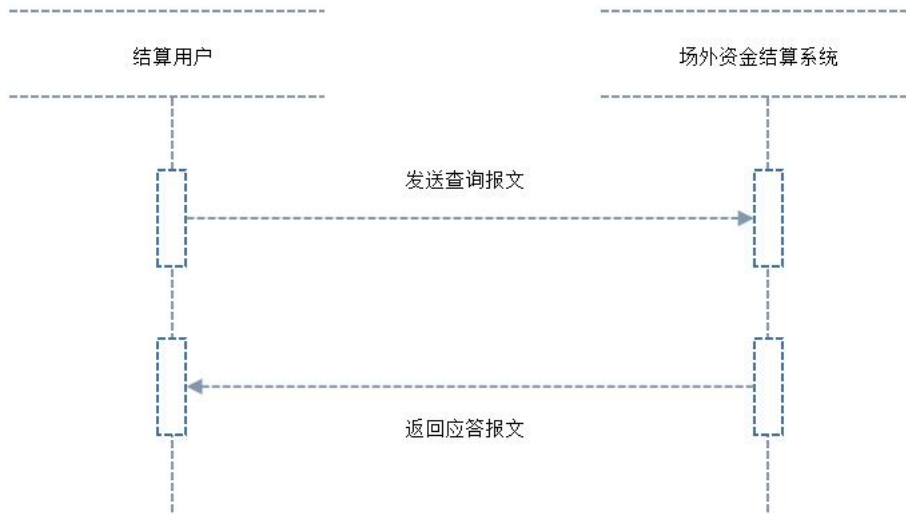 结算用户
场外资金结算系统
发送查询报文
返回应答报文